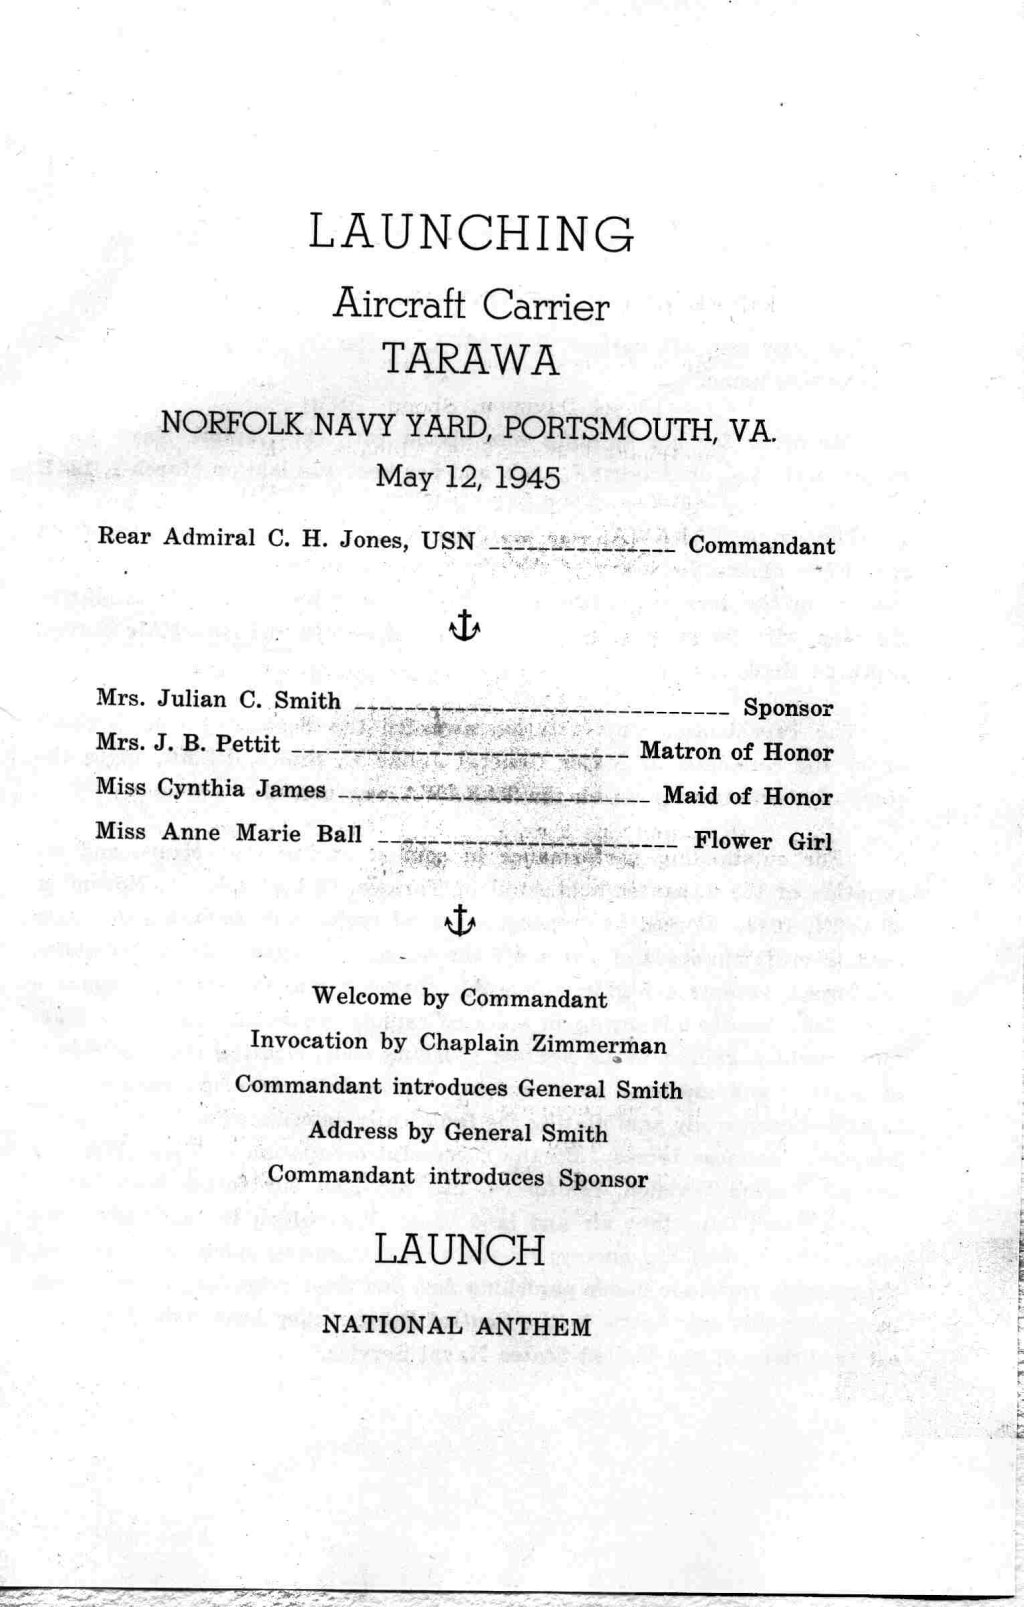 LAUNCHING
Aircraft Carrier
TARAWA
NORFOLK NAVY YARD, PORTSMOUTH, VA.
May 12, 1945
Rear Admiral C. H. Jones, USN ---------------- Commandant
Mrs. Julian C. Smith -------------------------------- Sponsor
Mrs. J. B. Pettit ----------------------------- Matron of Honor
Miss Cynthia James --------------------------- Maid of Honor
Miss Anne Marie Ball -------------------------- Flower Girl
Welcome by Commandant
Invocation by Chaplain Zimmerman
Commandant introduces General Smith
Address by General Smith
Commandant introduces Sponsor
LAUNCH
NATIONAL ANTHEM